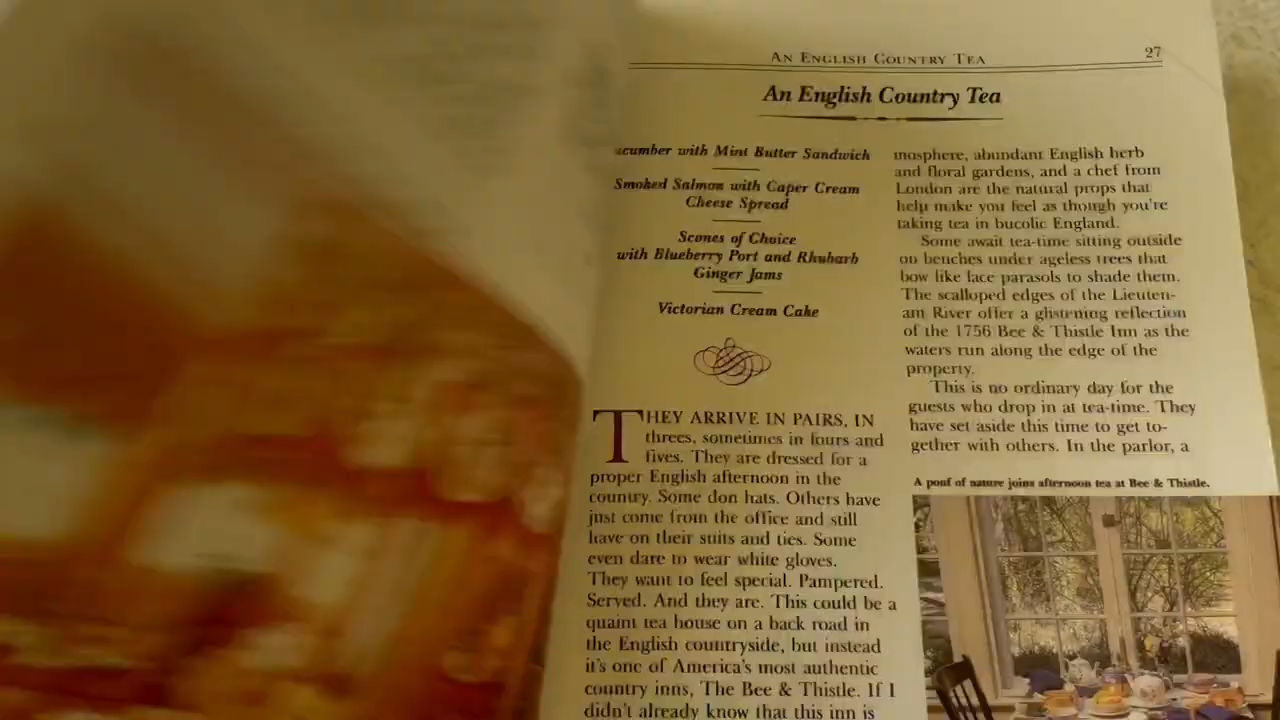 AN ENGLISH COUNTRY TEA
27
An English Country Tea
ucumber with Mint Butter Sandwich
Smoked Salmon with Caper Cream
Cheese Spread
Scones of Choice
with Blueberry Port and Rhubarb
Ginger Jams
Victorian Cream Cake
THEY ARRIVE IN PAIRS, IN
threes, sometimes in fours and
fives. They are dressed for a
proper English afternoon in the
country. Some don hats. Others have
just come from the office and still
have on their suits and ties. Some
even dare to wear white gloves.
They want to feel special. Pampered.
Served. And they are. This could be a
quaint tea house on a back road in
the English countryside, but instead
it's one of America's most authentic
country inns, The Bee & Thistle. If I
didn't already know that this inn is
mosphere, abundant English herb
and floral gardens, and a chef from
London are the natural props that
help make you feel as though you're
taking tea in bucolic England.
Some await tea-time sitting outside
on benches under ageless trees that
bow like lace parasols to shade them.
The scalloped edges of the Lieuten-
ant River offer a glistening reflection
of the 1756 Bee & Thistle Inn as the
waters run along the edge of the
property.
This is no ordinary day for the
guests who drop in at tea-time. They
have set aside this time to get to-
gether with others. In the parlor, a
A pouf of nature joins afternoon tea at Bee & Thistle.